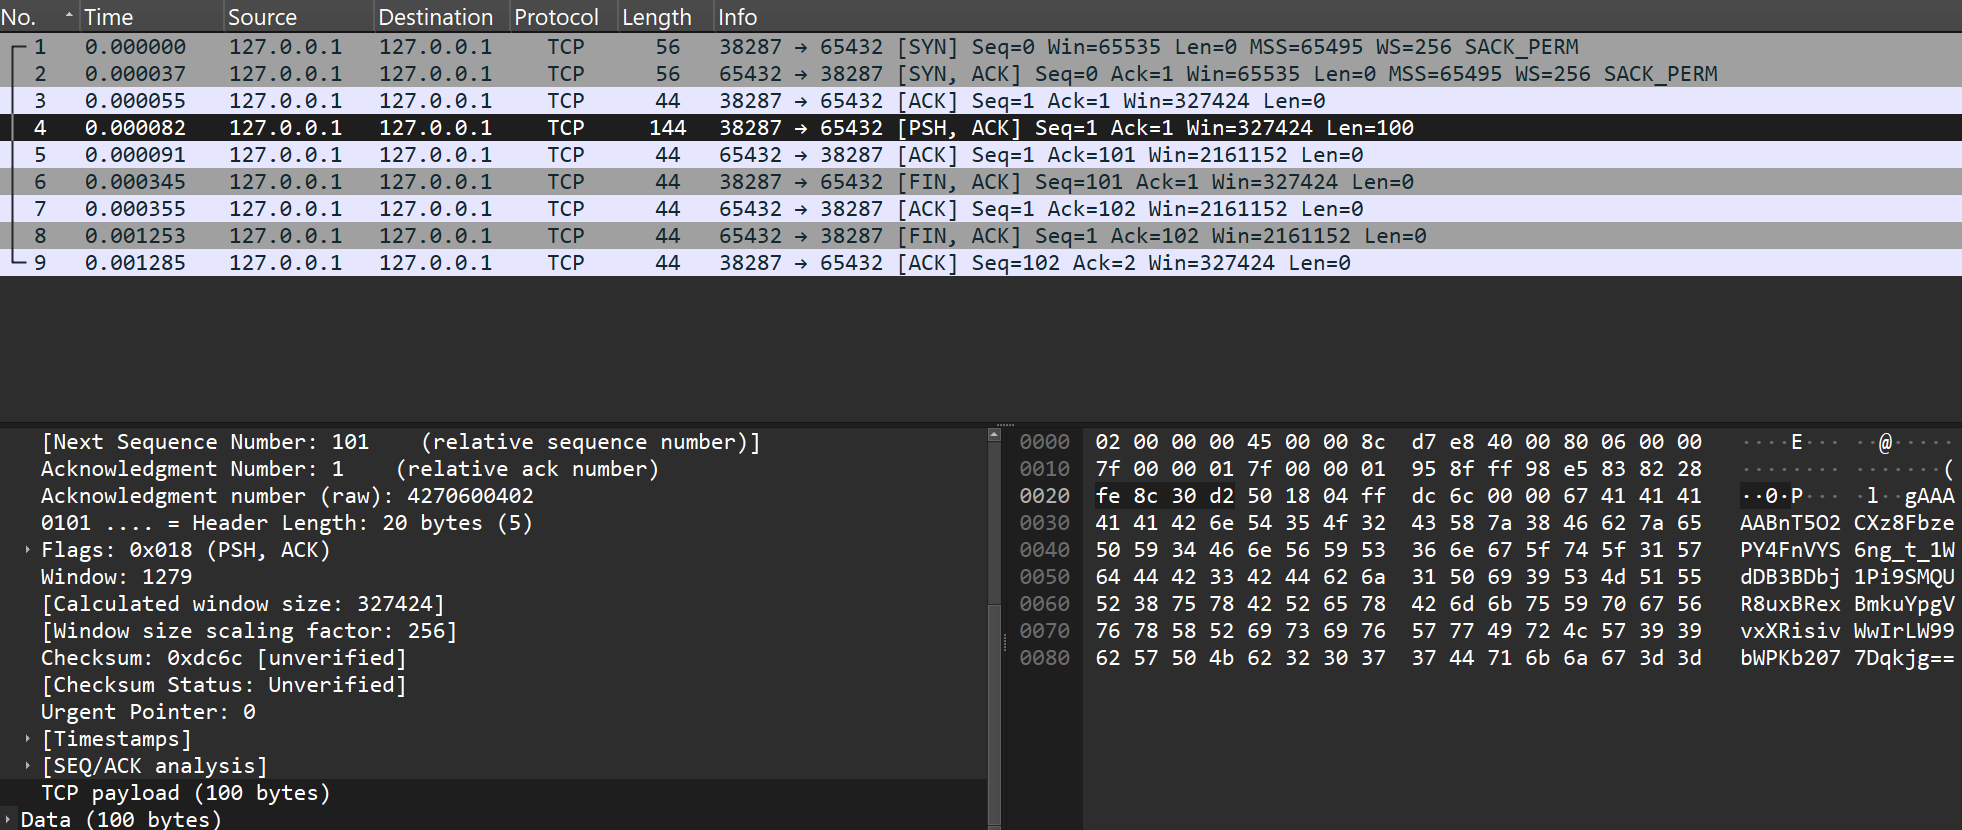 No. Time Source Destination Protocol Length Info
1 0.000000 127.0.0.1 127.0.0.1 TCP 56 38287 → 65432 [SYN] Seq=0 Win=65535 Len=0 MSS=65495 WS=256 SACK_PERM
2 0.000037 127.0.0.1 127.0.0.1 TCP 56 65432 → 38287 [SYN, ACK] Seq=0 Ack=1 Win=65535 Len=0 MSS=65495 WS=256 SACK_PERM
3 0.000055 127.0.0.1 127.0.0.1 TCP 44 38287 → 65432 [ACK] Seq=1 Ack=1 Win=327424 Len=0
4 0.000082 127.0.0.1 127.0.0.1 TCP 144 38287 → 65432 [PSH, ACK] Seq=1 Ack=1 Win=327424 Len=100
5 0.000091 127.0.0.1 127.0.0.1 TCP 44 65432 → 38287 [ACK] Seq=1 Ack=101 Win=2161152 Len=0
6 0.000345 127.0.0.1 127.0.0.1 TCP 44 38287 → 65432 [FIN, ACK] Seq=101 Ack=1 Win=327424 Len=0
7 0.000355 127.0.0.1 127.0.0.1 TCP 44 65432 → 38287 [ACK] Seq=1 Ack=102 Win=2161152 Len=0
8 0.001253 127.0.0.1 127.0.0.1 TCP 44 65432 → 38287 [FIN, ACK] Seq=1 Ack=102 Win=2161152 Len=0
9 0.001285 127.0.0.1 127.0.0.1 TCP 44 38287 → 65432 [ACK] Seq=102 Ack=2 Win=327424 Len=0
[Next Sequence Number: 101 (relative sequence number)]
Acknowledgment Number: 1 (relative ack number)
Acknowledgment number (raw): 4270600402
0101 .... = Header Length: 20 bytes (5)
Flags: 0x018 (PSH, ACK)
Window: 1279
[Calculated window size: 327424]
[Window size scaling factor: 256]
Checksum: 0xdc6c [unverified]
[Checksum Status: Unverified]
Urgent Pointer: 0
[Timestamps]
[SEQ/ACK analysis]
TCP payload (100 bytes)
Data (100 bytes)
0000 02 00 00 00 45 00 00 8c d7 e8 40 00 80 06 00 00 ····E··· ··@·····
0010 7f 00 00 01 7f 00 00 01 95 8f ff 98 e5 83 82 28 ········ ·······(
0020 fe 8c 30 d2 50 18 04 ff dc 6c 00 00 67 41 41 41 ··0·P··· ·l··gAAA
0030 41 41 42 6e 54 35 4f 32 43 58 7a 38 46 62 7a 65 AABnT5O2 CXz8Fbze
0040 50 59 34 46 6e 56 59 53 36 6e 67 5f 74 5f 31 57 PY4FnVYS 6ng_t_1W
0050 64 44 42 33 42 44 62 6a 31 50 69 39 53 4d 51 55 dDB3BDbj 1Pi9SMQU
0060 52 38 75 78 42 52 65 78 42 6d 6b 75 59 70 67 56 R8uxBRex BmkuYpgV
0070 76 78 58 52 69 73 69 76 57 77 49 72 4c 57 39 39 vxXRisiv WwIrLW99
0080 62 57 50 4b 62 32 30 37 37 44 71 6b 6a 67 3d 3d bWPKb207 7Dqkjg==